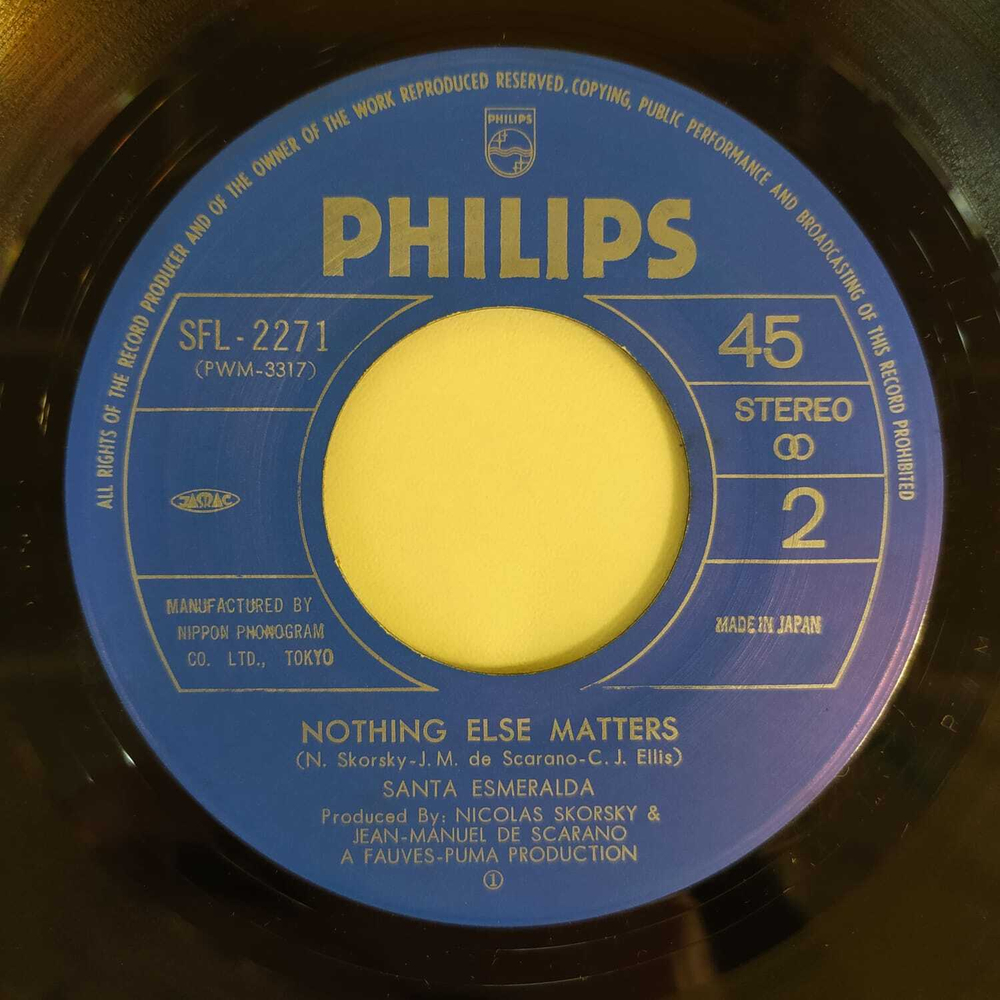 ALL RIGHTS OF THE RECORD PRODUCER AND OF THE OWNER OF THE WORK REPRODUCED RESERVED. COPYING, PUBLIC PERFORMANCE AND BROADCASTING OF THIS RECORD PROHIBITED
PHILIPS
PHILIPS
SFL-2271
(PWM-3317)
JASRAC
MANUFACTURED BY
NIPPON PHONOGRAM
CO. LTD., TOKYO
45
STEREO
2
MADE IN JAPAN
NOTHING ELSE MATTERS
(N. Skorsky-J. M. de Scarano-C. J. Ellis)
SANTA ESMERALDA
Produced By: NICOLAS SKORSKY &
JEAN-MANUEL DE SCARANO
A FAUVES-PUMA PRODUCTION
①